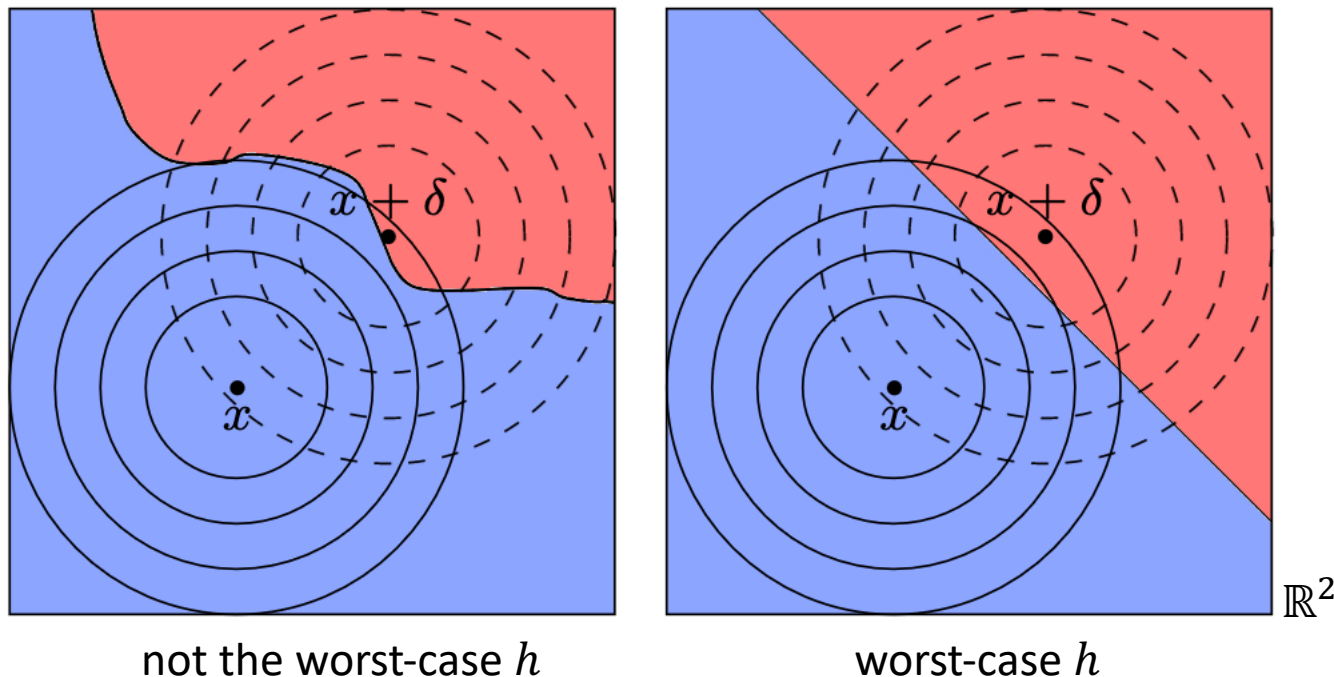 x + δ
x
not the worst-case h
x + δ
x
worst-case h
ℝ²